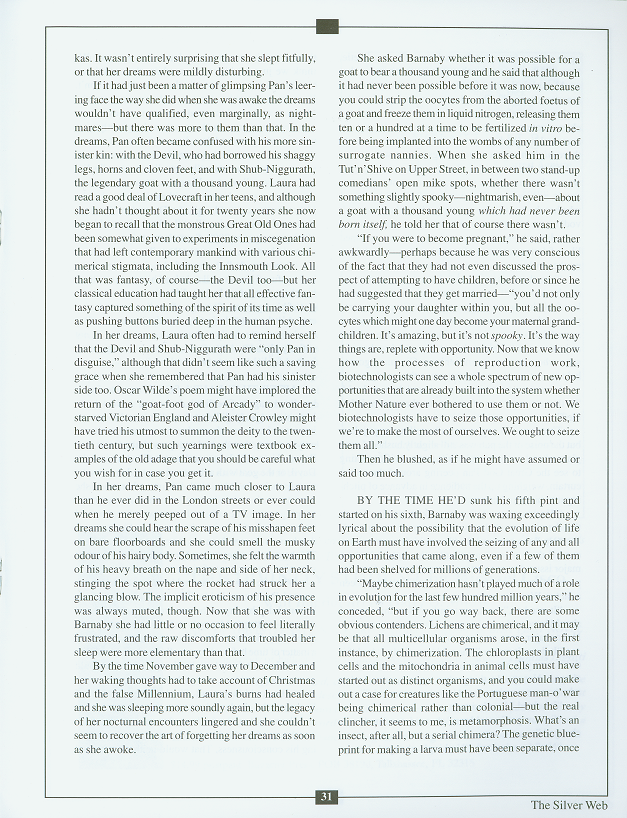 kas. It wasn't entirely surprising that she slept fitfully,
or that her dreams were mildly disturbing.
If it had just been a matter of glimpsing Pan's leer-
ing face the way she did when she was awake the dreams
wouldn't have qualified, even marginally, as night-
mares—but there was more to them than that. In the
dreams, Pan often became confused with his more sin-
ister kin: with the Devil, who had borrowed his shaggy
legs, horns and cloven feet, and with Shub-Niggurath,
the legendary goat with a thousand young. Laura had
read a good deal of Lovecraft in her teens, and although
she hadn't thought about it for twenty years she now
began to recall that the monstrous Great Old Ones had
been somewhat given to experiments in miscegenation
that had left contemporary mankind with various chi-
merical stigmata, including the Innsmouth Look. All
that was fantasy, of course—the Devil too—but her
classical education had taught her that all effective fan-
tasy captured something of the spirit of its time as well
as pushing buttons buried deep in the human psyche.
In her dreams, Laura often had to remind herself
that the Devil and Shub-Niggurath were "only Pan in
disguise," although that didn't seem like such a saving
grace when she remembered that Pan had his sinister
side too. Oscar Wilde's poem might have implored the
return of the "goat-foot god of Arcady" to wonder-
starved Victorian England and Aleister Crowley might
have tried his utmost to summon the deity to the twen-
tieth century, but such yearnings were textbook ex-
amples of the old adage that you should be careful what
you wish for in case you get it.
In her dreams, Pan came much closer to Laura
than he ever did in the London streets or ever could
when he merely peeped out of a TV image. In her
dreams she could hear the scrape of his misshapen feet
on bare floorboards and she could smell the musky
odour of his hairy body. Sometimes, she felt the warmth
of his heavy breath on the nape and side of her neck,
stinging the spot where the rocket had struck her a
glancing blow. The implicit eroticism of his presence
was always muted, though. Now that she was with
Barnaby she had little or no occasion to feel literally
frustrated, and the raw discomforts that troubled her
sleep were more elementary than that.
By the time November gave way to December and
her waking thoughts had to take account of Christmas
and the false Millennium, Laura's burns had healed
and she was sleeping more soundly again, but the legacy
of her nocturnal encounters lingered and she couldn't
seem to recover the art of forgetting her dreams as soon
as she awoke.
She asked Barnaby whether it was possible for a
goat to bear a thousand young and he said that although
it had never been possible before it was now, because
you could strip the oocytes from the aborted foetus of
a goat and freeze them in liquid nitrogen, releasing them
ten or a hundred at a time to be fertilized in vitro be-
fore being implanted into the wombs of any number of
surrogate nannies. When she asked him in the
Tut'n'Shive on Upper Street, in between two stand-up
comedians' open mike spots, whether there wasn't
something slightly spooky—nightmarish, even—about
a goat with a thousand young which had never been
born itself, he told her that of course there wasn't.
"If you were to become pregnant," he said, rather
awkwardly—perhaps because he was very conscious
of the fact that they had not even discussed the pros-
pect of attempting to have children, before or since he
had suggested that they get married—"you'd not only
be carrying your daughter within you, but all the oo-
cytes which might one day become your maternal grand-
children. It's amazing, but it's not spooky. It's the way
things are, replete with opportunity. Now that we know
how the processes of reproduction work,
biotechnologists can see a whole spectrum of new op-
portunities that are already built into the system whether
Mother Nature ever bothered to use them or not. We
biotechnologists have to seize those opportunities, if
we're to make the most of ourselves. We ought to seize
them all."
Then he blushed, as if he might have assumed or
said too much.
BY THE TIME HE'D sunk his fifth pint and
started on his sixth, Barnaby was waxing exceedingly
lyrical about the possibility that the evolution of life
on Earth must have involved the seizing of any and all
opportunities that came along, even if a few of them
had been shelved for millions of generations.
"Maybe chimerization hasn't played much of a role
in evolution for the last few hundred million years," he
conceded, "but if you go way back, there are some
obvious contenders. Lichens are chimerical, and it may
be that all multicellular organisms arose, in the first
instance, by chimerization. The chloroplasts in plant
cells and the mitochondria in animal cells must have
started out as distinct organisms, and you could make
out a case for creatures like the Portuguese man-o'war
being chimerical rather than colonial—but the real
clincher, it seems to me, is metamorphosis. What's an
insect, after all, but a serial chimera? The genetic blue-
print for making a larva must have been separate, once
31
The Silver Web